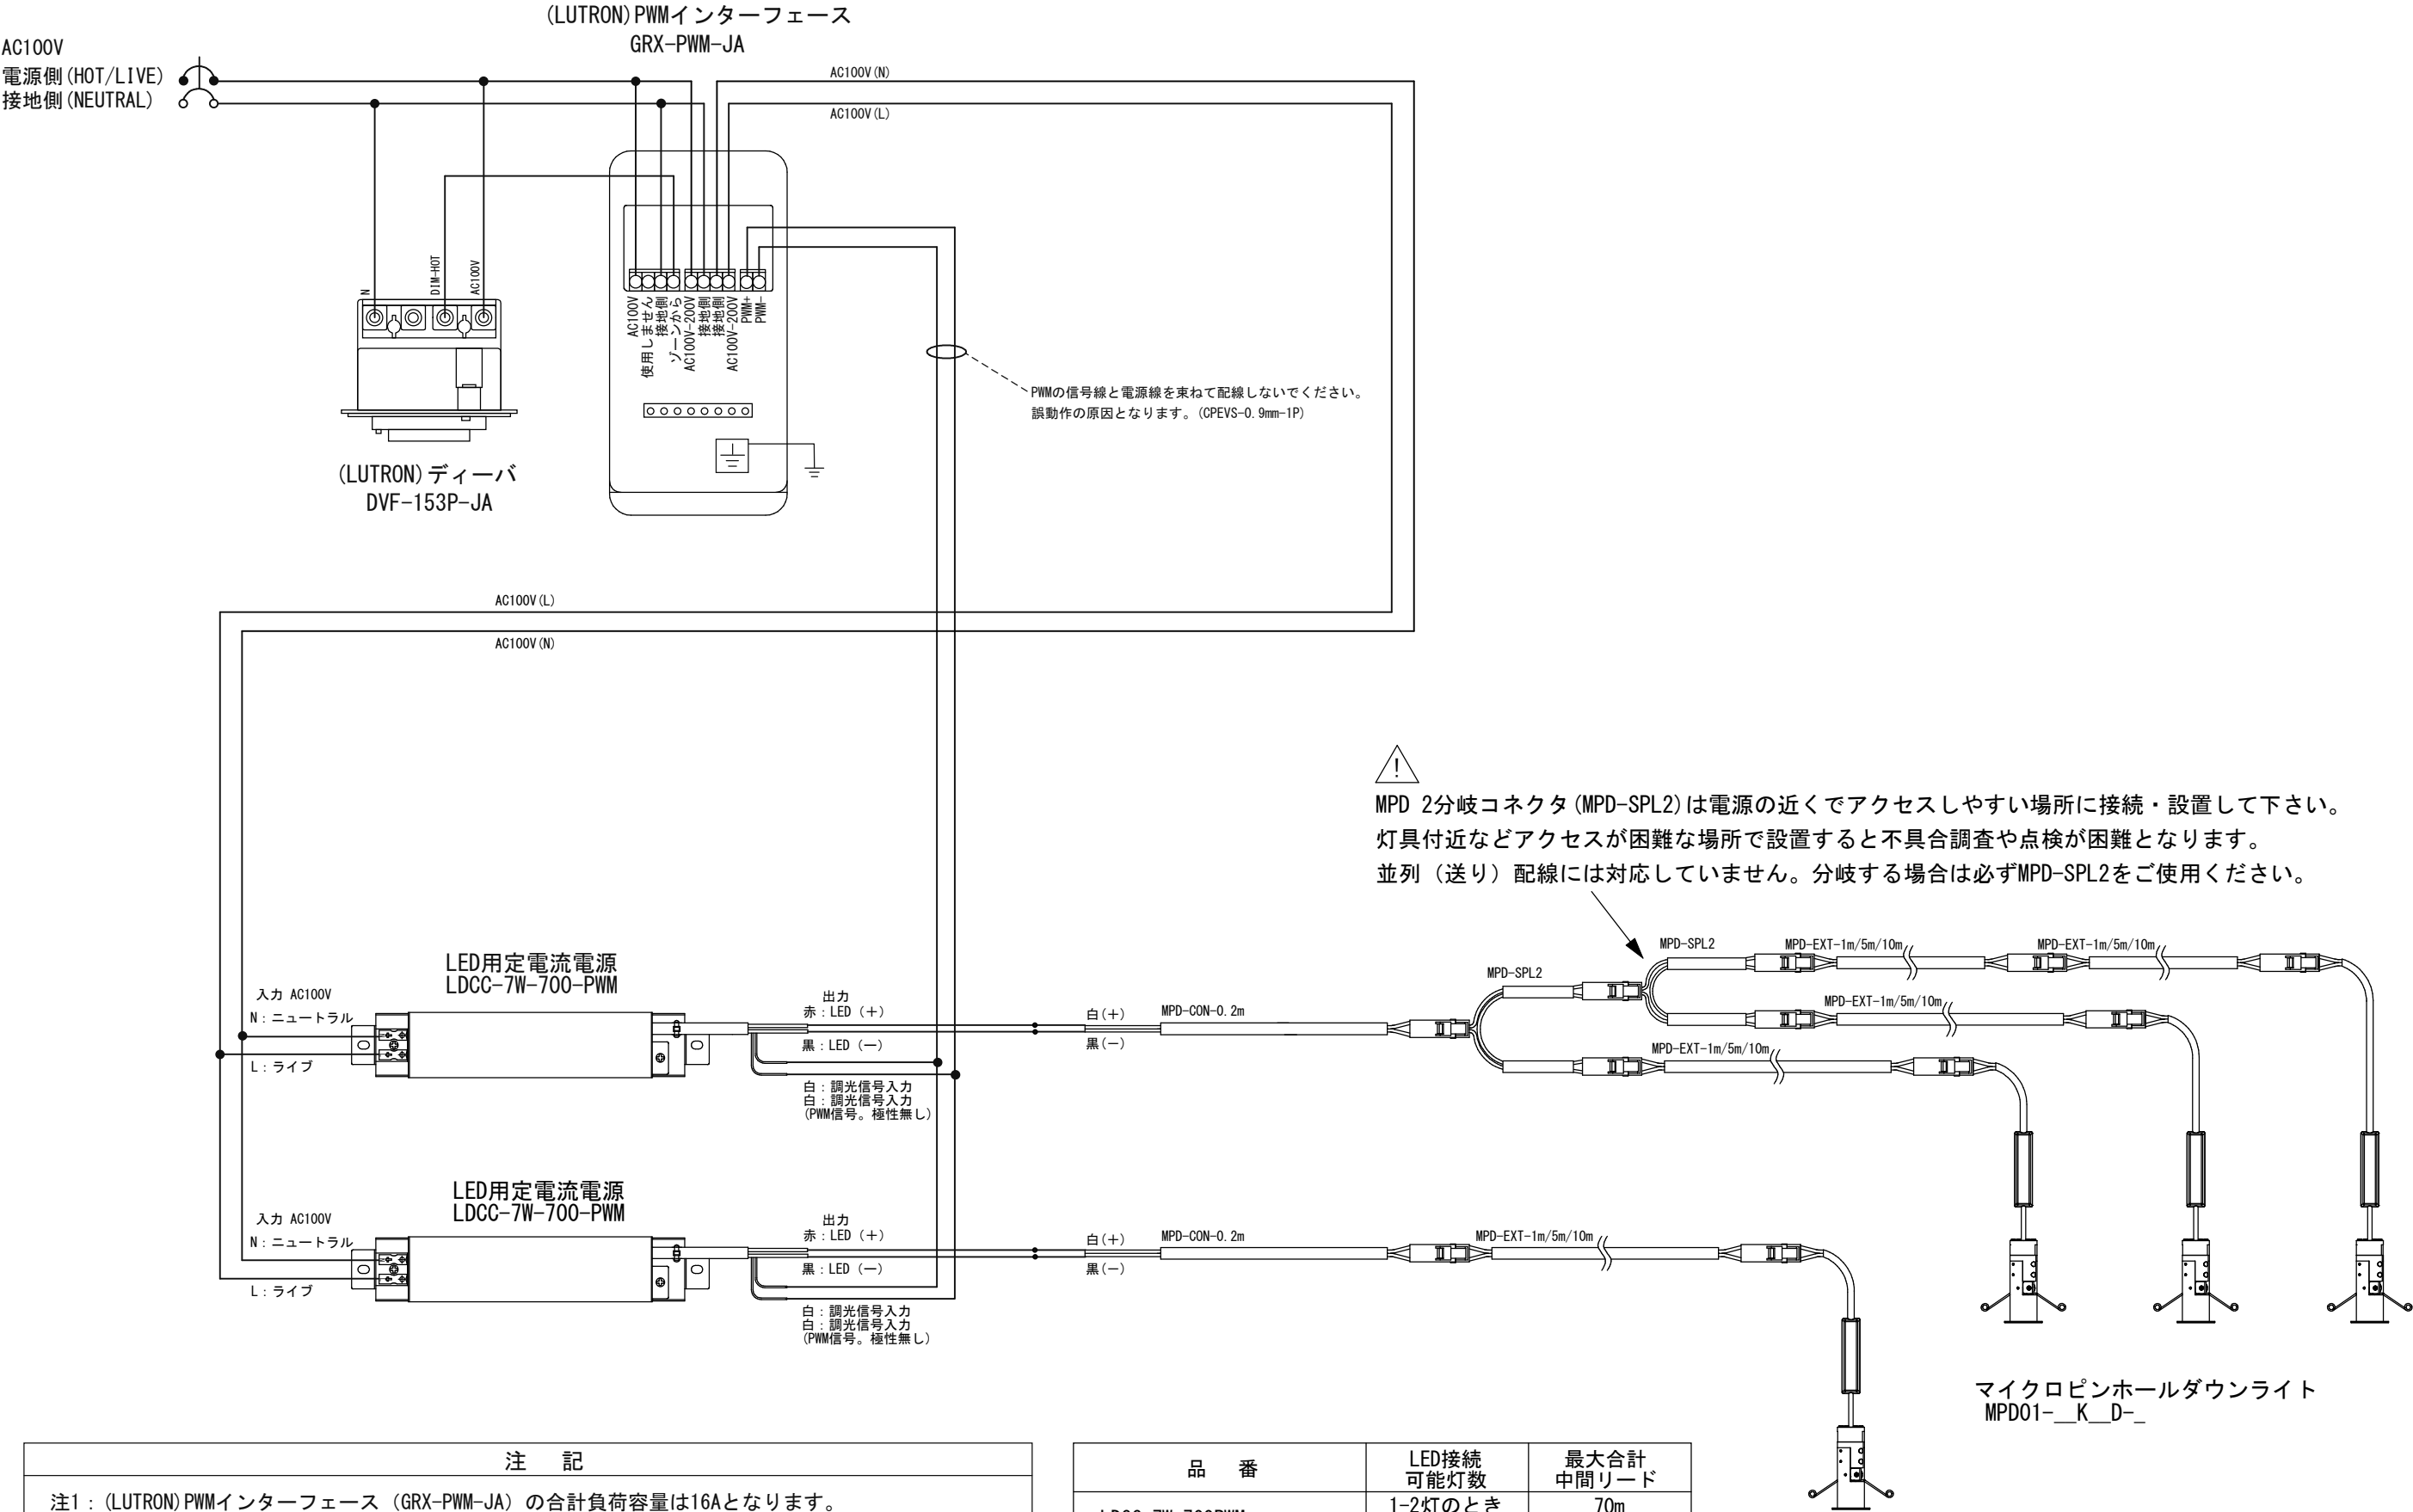 (LUTRON)PWMインターフェース
GRX-PWM-JA
AC100V
電源側(HOT/LIVE)
接地側(NEUTRAL)
AC100V(N)
AC100V(L)
N
DIM-HOT
AC100V
AC100V
使用しません
接地側
ゾーンから
AC100V-200V
接地側
接地側
AC100V-200V
PWM+
PWM-
PWMの信号線と電源線を束ねて配線しないでください。
誤動作の原因となります。(CPEVS-0.9mm-1P)
(LUTRON)ディーバ
DVF-153P-JA
AC100V(L)
AC100V(N)
!
MPD 2分岐コネクタ(MPD-SPL2)は電源の近くでアクセスしやすい場所に接続・設置して下さい。
灯具付近などアクセスが困難な場所で設置すると不具合調査や点検が困難となります。
並列（送り）配線には対応していません。分岐する場合は必ずMPD-SPL2をご使用ください。
LED用定電流電源
LDCC-7W-700-PWM
入力 AC100V
N：ニュートラル
L：ライブ
出力
赤：LED（＋）
黒：LED（－）
白：調光信号入力
白：調光信号入力
(PWM信号。極性無し)
白(＋)
黒(－)
MPD-CON-0.2m
MPD-SPL2
MPD-SPL2
MPD-EXT-1m/5m/10m
MPD-EXT-1m/5m/10m
MPD-EXT-1m/5m/10m
MPD-EXT-1m/5m/10m
LED用定電流電源
LDCC-7W-700-PWM
入力 AC100V
N：ニュートラル
L：ライブ
出力
赤：LED（＋）
黒：LED（－）
白：調光信号入力
白：調光信号入力
(PWM信号。極性無し)
白(＋)
黒(－)
MPD-CON-0.2m
MPD-EXT-1m/5m/10m
マイクロピンホールダウンライト
MPD01-__K__D-_
注　記
注1：(LUTRON)PWMインターフェース（GRX-PWM-JA）の合計負荷容量は16Aとなります。
品　番
LED接続
可能灯数
最大合計
中間リード
1-2灯のとき
70m